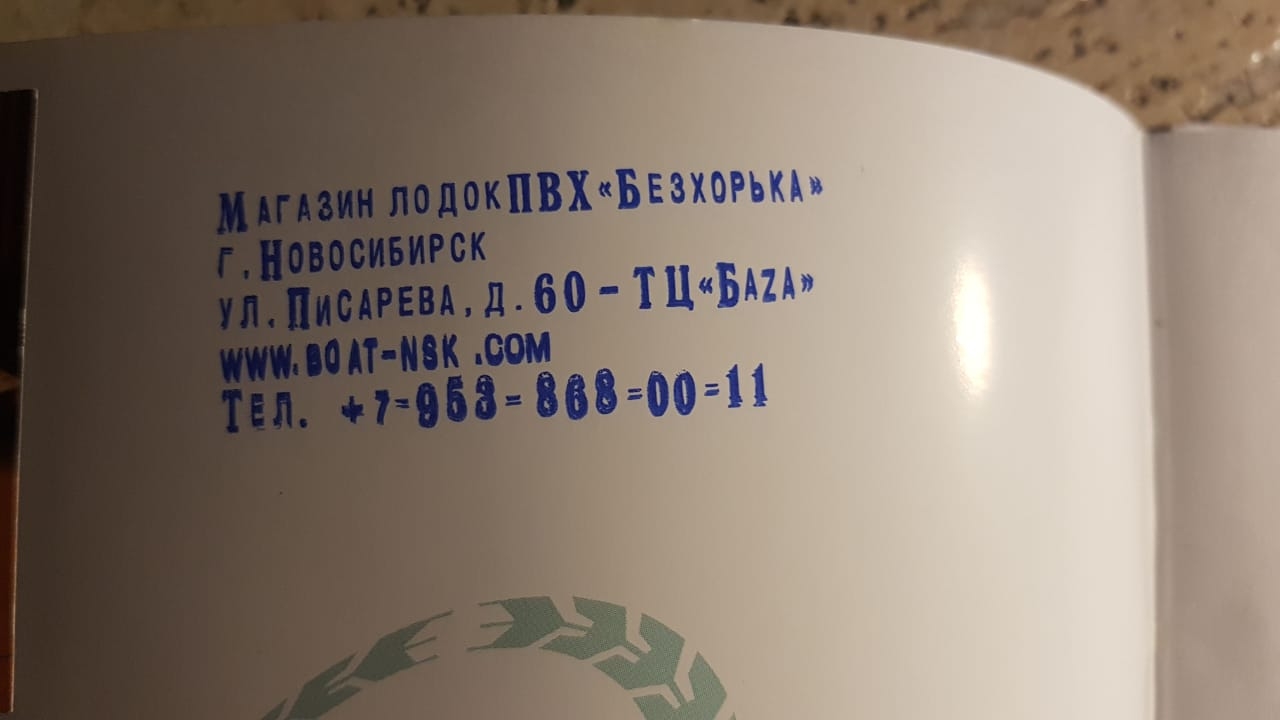 Магазин лодок ПВХ «Безхорька»
г. Новосибирск
ул. Писарева, д. 60 - ТЦ «БаZа»
www.BOAT-NSK.COM
Тел. +7-953-868-00-11